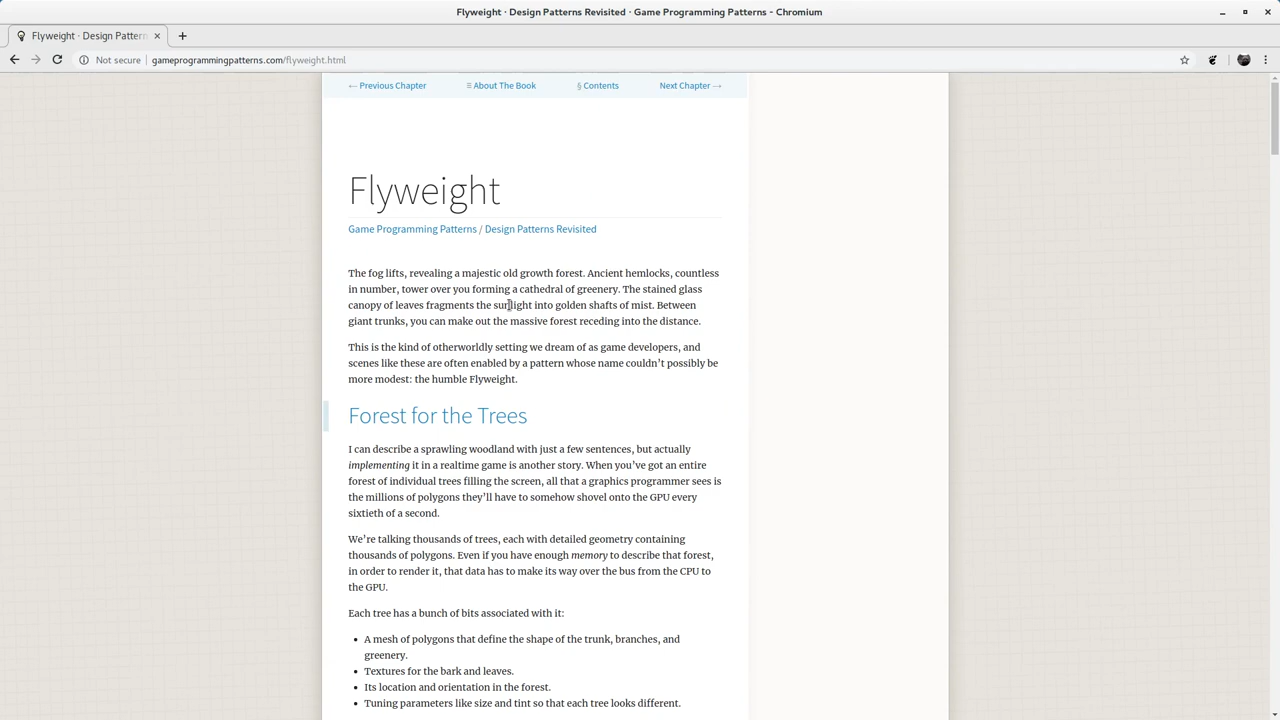 Flyweight · Design Patterns Revisited · Game Programming Patterns - Chromium
Flyweight · Design Pattern
Not secure
gameprogrammingpatterns.com/flyweight.html
← Previous Chapter
≡ About The Book
§ Contents
Next Chapter →
Flyweight
Game Programming Patterns / Design Patterns Revisited
The fog lifts, revealing a majestic old growth forest. Ancient hemlocks, countless
in number, tower over you forming a cathedral of greenery. The stained glass
canopy of leaves fragments the sunlight into golden shafts of mist. Between
giant trunks, you can make out the massive forest receding into the distance.
This is the kind of otherworldly setting we dream of as game developers, and
scenes like these are often enabled by a pattern whose name couldn’t possibly be
more modest: the humble Flyweight.
Forest for the Trees
I can describe a sprawling woodland with just a few sentences, but actually
implementing it in a realtime game is another story. When you’ve got an entire
forest of individual trees filling the screen, all that a graphics programmer sees is
the millions of polygons they’ll have to somehow shovel onto the GPU every
sixtieth of a second.
We’re talking thousands of trees, each with detailed geometry containing
thousands of polygons. Even if you have enough memory to describe that forest,
in order to render it, that data has to make its way over the bus from the CPU to
the GPU.
Each tree has a bunch of bits associated with it:
• A mesh of polygons that define the shape of the trunk, branches, and
greenery.
• Textures for the bark and leaves.
• Its location and orientation in the forest.
• Tuning parameters like size and tint so that each tree looks different.